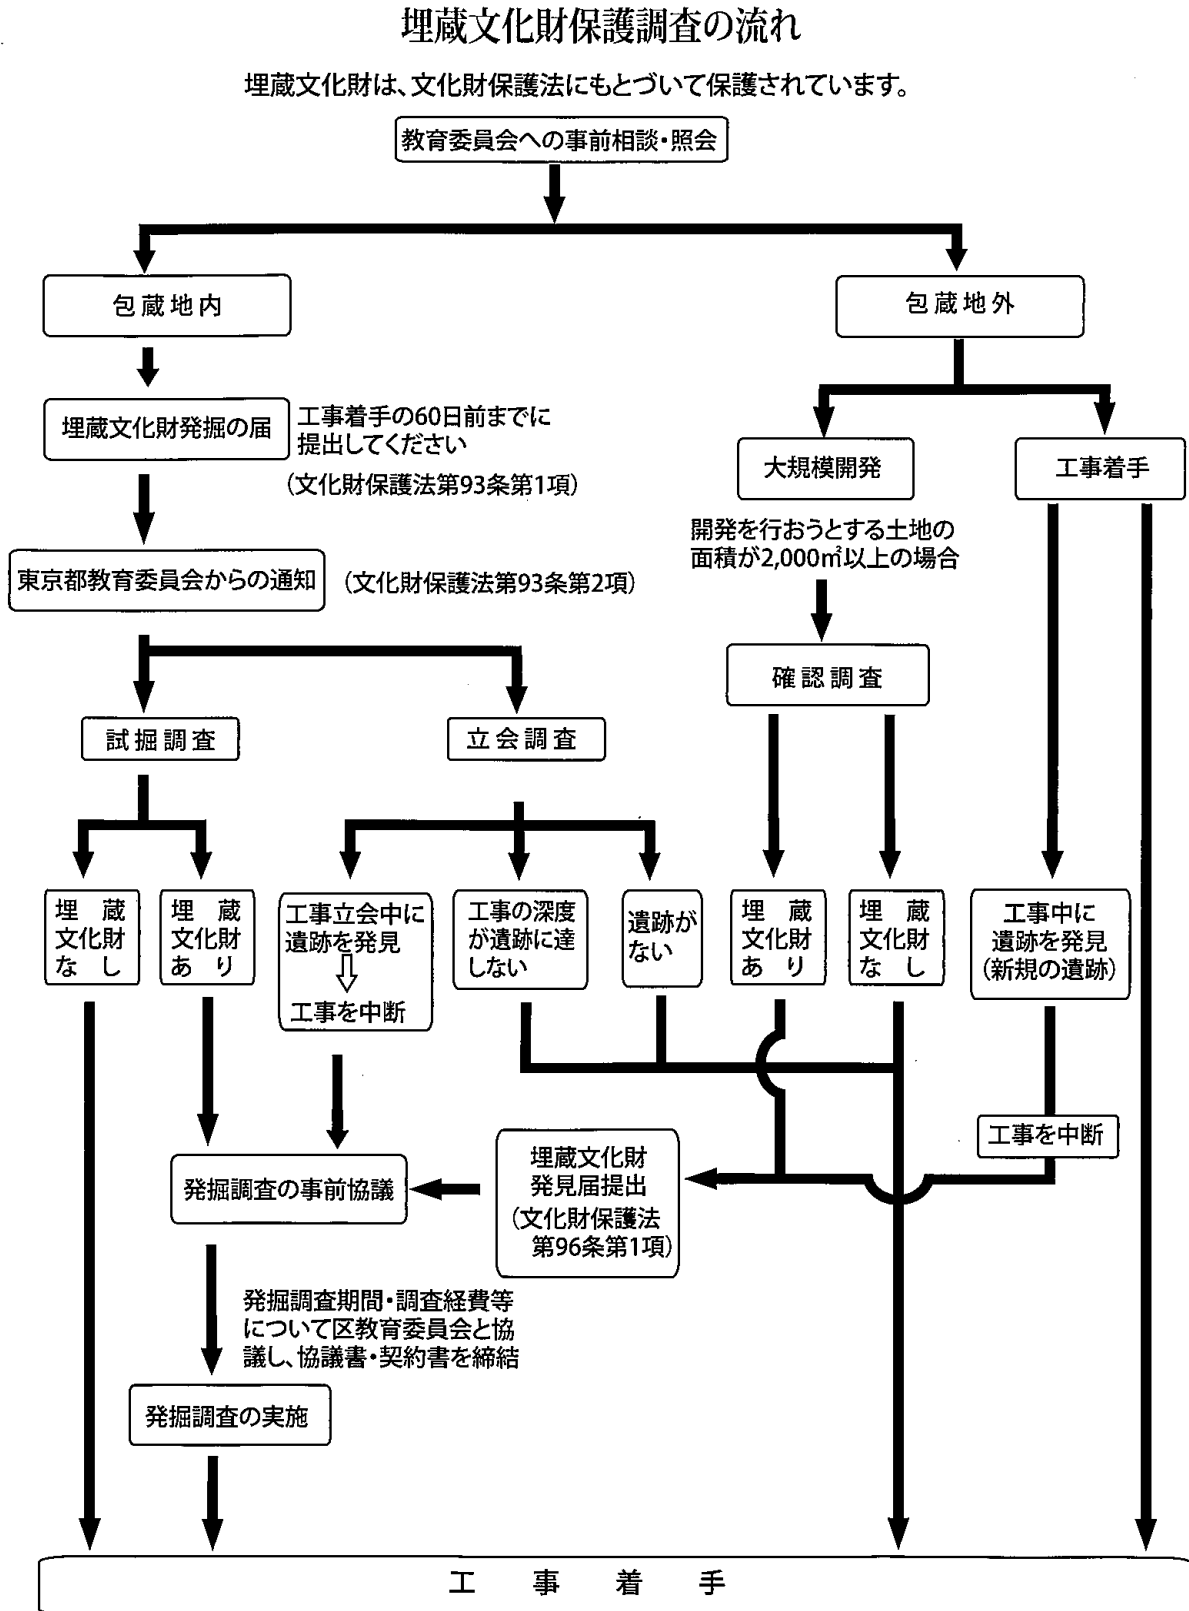 埋蔵文化財保護調査の流れ
埋蔵文化財は、文化財保護法にもとづいて保護されています。
教育委員会への事前相談・照会
包蔵地内
包蔵地外
埋蔵文化財発掘の届
工事着手の60日前までに
提出してください
(文化財保護法第93条第1項)
大規模開発
工事着手
開発を行おうとする土地の
面積が2,000㎡以上の場合
東京都教育委員会からの通知
(文化財保護法第93条第2項)
確認調査
試掘調査
立会調査
埋蔵
文化財
なし
埋蔵
文化財
あり
工事立会中に
遺跡を発見
工事を中断
工事の深度
が遺跡に達
しない
遺跡が
ない
埋蔵
文化財
あり
埋蔵
文化財
なし
工事中に
遺跡を発見
(新規の遺跡)
工事を中断
発掘調査の事前協議
埋蔵文化財
発見届提出
(文化財保護法
第96条第1項)
発掘調査期間・調査経費等
について区教育委員会と協
議し、協議書・契約書を締結
発掘調査の実施
工事着手